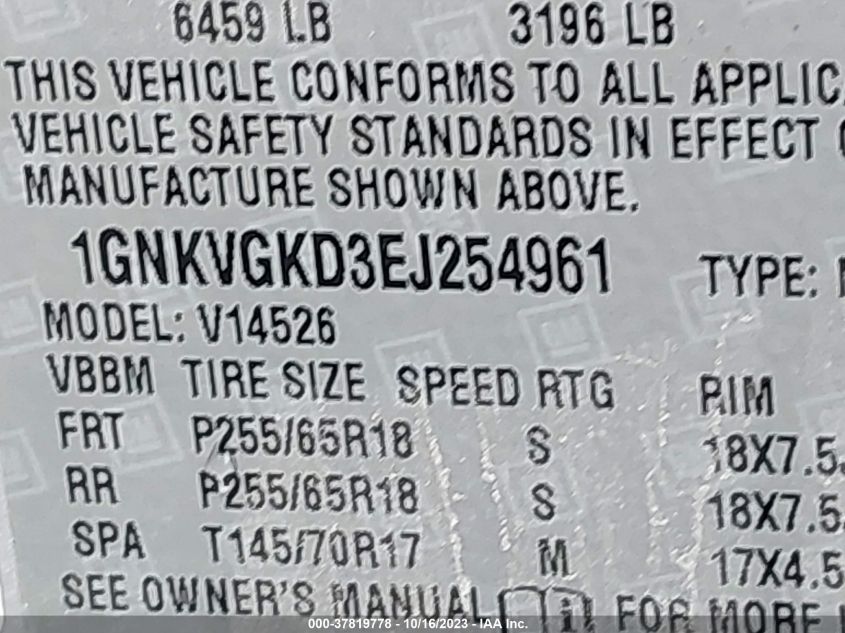 6459 LB 3196 LB
THIS VEHICLE CONFORMS TO ALL APPLIC
VEHICLE SAFETY STANDARDS IN EFFECT
MANUFACTURE SHOWN ABOVE.
1GNKVGKD3EJ254961 TYPE:
MODEL: V14526
VBBM TIRE SIZE SPEED RTG RIM
FRT P255/65R18 S 18X7.5
RR P255/65R18 S 18X7.5
SPA T145/70R17 M 17X4.5
SEE OWNER'S MANUAL FOR MORE
000-37819778 - 10/16/2023 - IAA Inc.